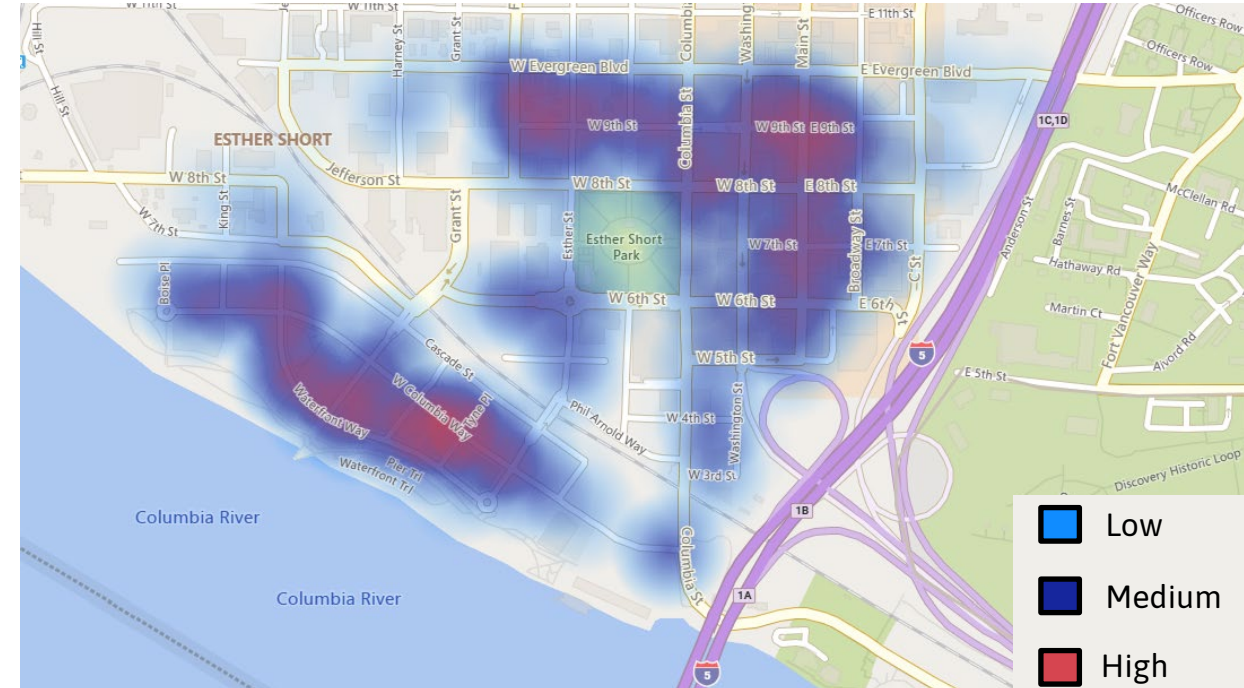 W 11th St
W 11th St
E 11th St
Officers Row
Officers Row
Hill St
Hill St
Harney St
Grant St
Columbia
Washing
Main St
W Evergreen Blvd
E Evergreen Blvd
1C,1D
W 9th St
W 9th St
E 9th St
Columbia St
ESTHER SHORT
Jefferson St
W 8th St
W 8th St
W 8th St
E 8th St
McClellan Rd
King St
W 7th St
Grant St
Esther St
Esther Short
Park
W 7th St
E 7th St
Broadway St
C St
Anderson St
Barnes St
Hathaway Rd
Fort Vancouver Way
Boise Pl
W 6th St
W 6th St
E 6th St
Martin Ct
Alvord Rd
Cascade St
W 5th St
5
E 5th St
Waterfront Way
W Columbia Way
Lyne Pl
Phil Arnold Way
W 4th St
Washington St
W 3rd St
Pier Trl
Waterfront Trl
Discovery Historic Loop
Columbia River
1B
Columbia St
Columbia River
1A
5
Low
Medium
High